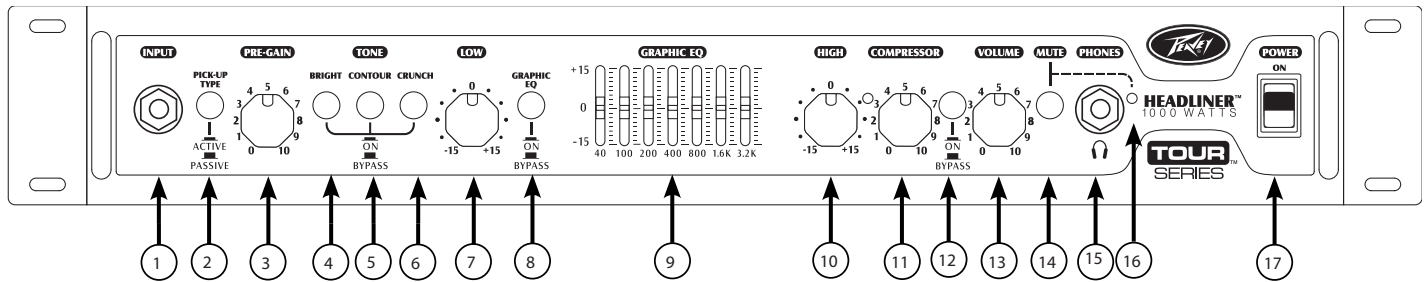 INPUT PRE-GAIN TONE LOW GRAPHIC EQ HIGH COMPRESSOR VOLUME MUTE PHONES PEAVEY® POWER
PICK-UP TYPE
BRIGHT CONTOUR CRUNCH
GRAPHIC EQ
ON
ACTIVE
PASSIVE
0 1 2 3 4 5 6 7 8 9 10
ON
BYPASS
-15 0 +15
ON
BYPASS
+15
0
-15
40 100 200 400 800 1.6K 3.2K
-15 0 +15
0 1 2 3 4 5 6 7 8 9 10
ON
BYPASS
0 1 2 3 4 5 6 7 8 9 10
HEADLINER™
1000 WATTS
TOUR™
SERIES
1 2 3 4 5 6 7 8 9 10 11 12 13 14 15 16 17